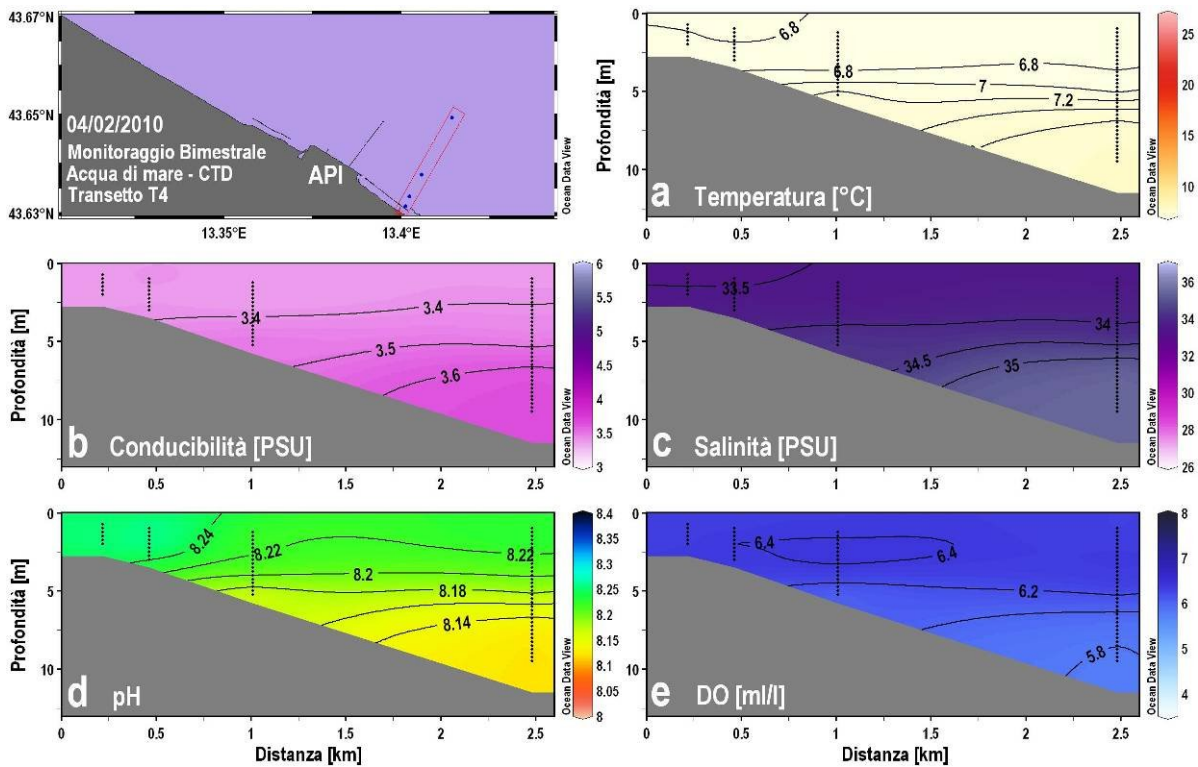 43.67°N
43.65°N
43.63°N
13.35°E
13.4°E
04/02/2010
Monitoraggio Bimestrale
Acqua di mare - CTD
Transetto T4
API
Ocean Data View
Profondità [m]
0
5
10
6.8
6.8
6.8
7
7.2
a Temperatura [°C]
0 0.5 1 1.5 2 2.5
25
20
15
10
Ocean Data View
Profondità [m]
0
5
10
3.4
3.4
3.5
3.6
b Conducibilità [PSU]
0 0.5 1 1.5 2 2.5
6
5.5
5
4.5
4
3.5
3
Ocean Data View
0
5
10
33.5
34
34.5
35
c Salinità [PSU]
0 0.5 1 1.5 2 2.5
36
34
32
30
28
26
Ocean Data View
Profondità [m]
0
5
10
8.24
8.22
8.22
8.2
8.18
8.14
d pH
0 0.5 1 1.5 2 2.5
Distanza [km]
8.4
8.35
8.3
8.25
8.2
8.15
8.1
8.05
8
Ocean Data View
0
5
10
6.4
6.4
6.2
5.8
e DO [ml/l]
0 0.5 1 1.5 2 2.5
Distanza [km]
8
7
6
5
4
Ocean Data View